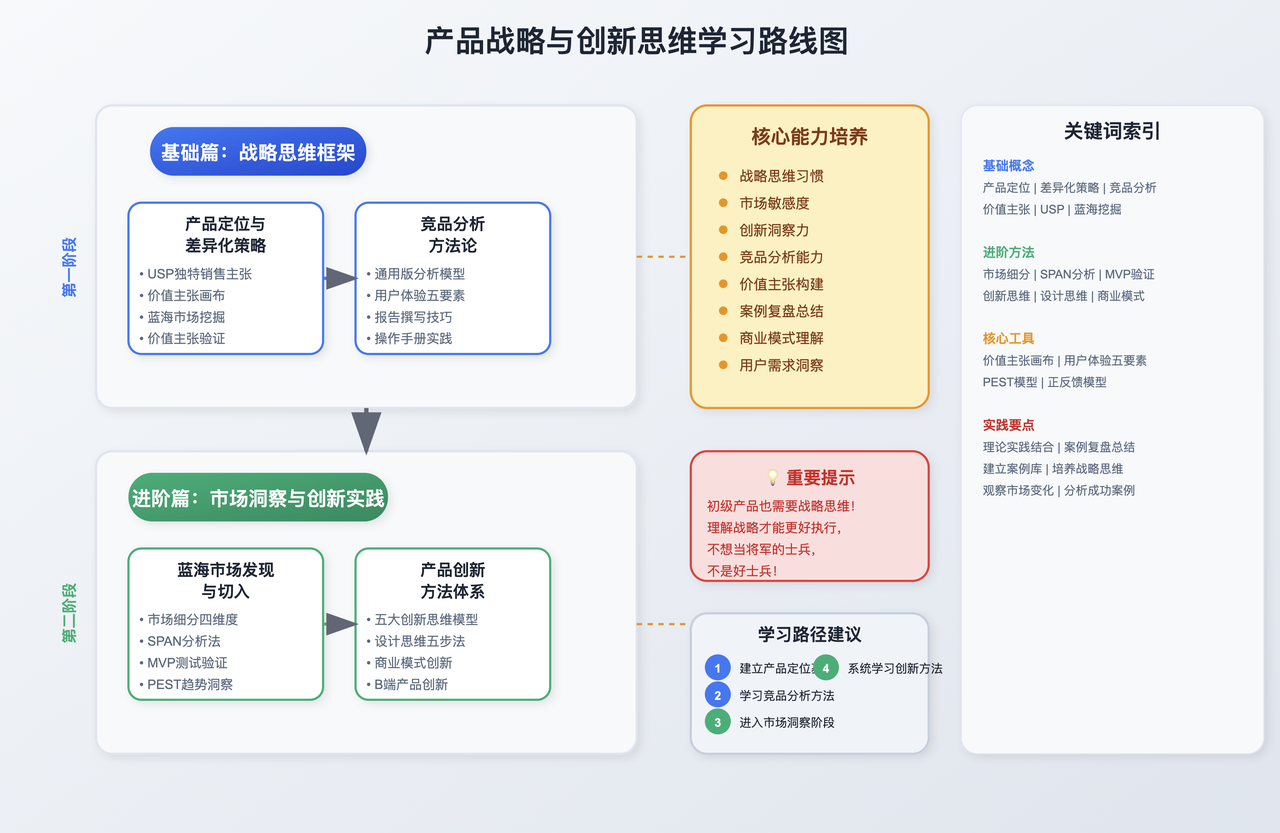 产品战略与创新思维学习路线图
第一阶段
基础篇：战略思维框架
产品定位与
差异化策略
• USP独特销售主张
• 价值主张画布
• 蓝海市场挖掘
• 价值主张验证
竞品分析
方法论
• 通用版分析模型
• 用户体验五要素
• 报告撰写技巧
• 操作手册实践
第二阶段
进阶篇：市场洞察与创新实践
蓝海市场发现
与切入
• 市场细分四维度
• SPAN分析法
• MVP测试验证
• PEST趋势洞察
产品创新
方法体系
• 五大创新思维模型
• 设计思维五步法
• 商业模式创新
• B端产品创新
核心能力培养
战略思维习惯
市场敏感度
创新洞察力
竞品分析能力
价值主张构建
案例复盘总结
商业模式理解
用户需求洞察
💡 重要提示
初级产品也需要战略思维！
理解战略才能更好执行，
不想当将军的士兵，
不是好士兵！
学习路径建议
1 建立产品定位
2 学习竞品分析方法
3 进入市场洞察阶段
4 系统学习创新方法
关键词索引
基础概念
产品定位 | 差异化策略 | 竞品分析
价值主张 | USP | 蓝海挖掘
进阶方法
市场细分 | SPAN分析 | MVP验证
创新思维 | 设计思维 | 商业模式
核心工具
价值主张画布 | 用户体验五要素
PEST模型 | 正反馈模型
实践要点
理论实践结合 | 案例复盘总结
建立案例库 | 培养战略思维
观察市场变化 | 分析成功案例